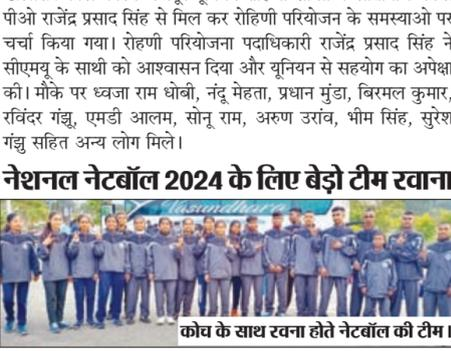 पीओ राजेंद्र प्रसाद सिंह से मिल कर रोहिणी परियोजन के समस्याओ पर
चर्चा किया गया। रोहणी परियोजना पदाधिकारी राजेंद्र प्रसाद सिंह ने
सीएमयू के साथी को आश्वासन दिया और यूनियन से सहयोग का अपेक्षा
की। मौके पर ध्वजा राम धोबी, नंदू मेहता, प्रधान मुंडा, बिरमल कुमार,
रविंदर गंझू, एमडी आलम, सोनू राम, अरुण उरांव, भीम सिंह, सुरेश
गंझु सहित अन्य लोग मिले।
नेशनल नेटबॉल 2024 के लिए बेड़ो टीम रवाना
Vasundhara
कोच के साथ रवना होते नेटबॉल की टीम।